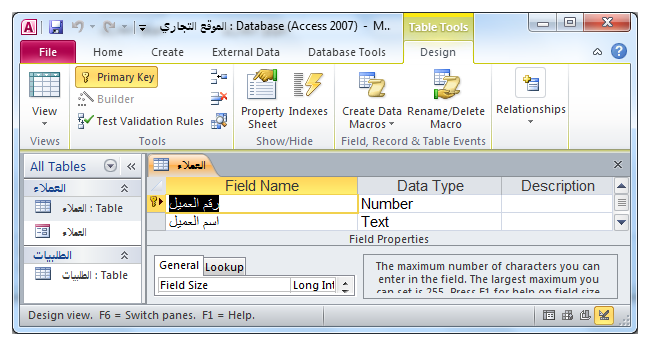 الموقع التجاري : Database (Access 2007) - M..
Table Tools
File Home Create External Data Database Tools Design
View
Primary Key
Builder
Test Validation Rules
Property Sheet
Indexes
Create Data Macros
Rename/Delete Macro
Relationships
Views Tools Show/Hide Field, Record & Table Events
All Tables
العملاء
العملاء : Table
العملاء
الطلبيات
الطلبيات : Table
العملاء
Field Name Data Type Description
رقم العميل Number
اسم العميل Text
Field Properties
General Lookup
Field Size Long Int
The maximum number of characters you can
enter in the field. The largest maximum you
can set is 255. Press F1 for help on field size
Design view. F6 = Switch panes. F1 = Help.